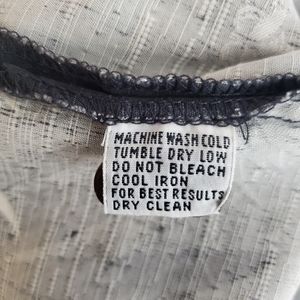 MACHINE WASH COLD
TUMBLE DRY LOW
DO NOT BLEACH
COOL IRON
FOR BEST RESULTS
DRY CLEAN